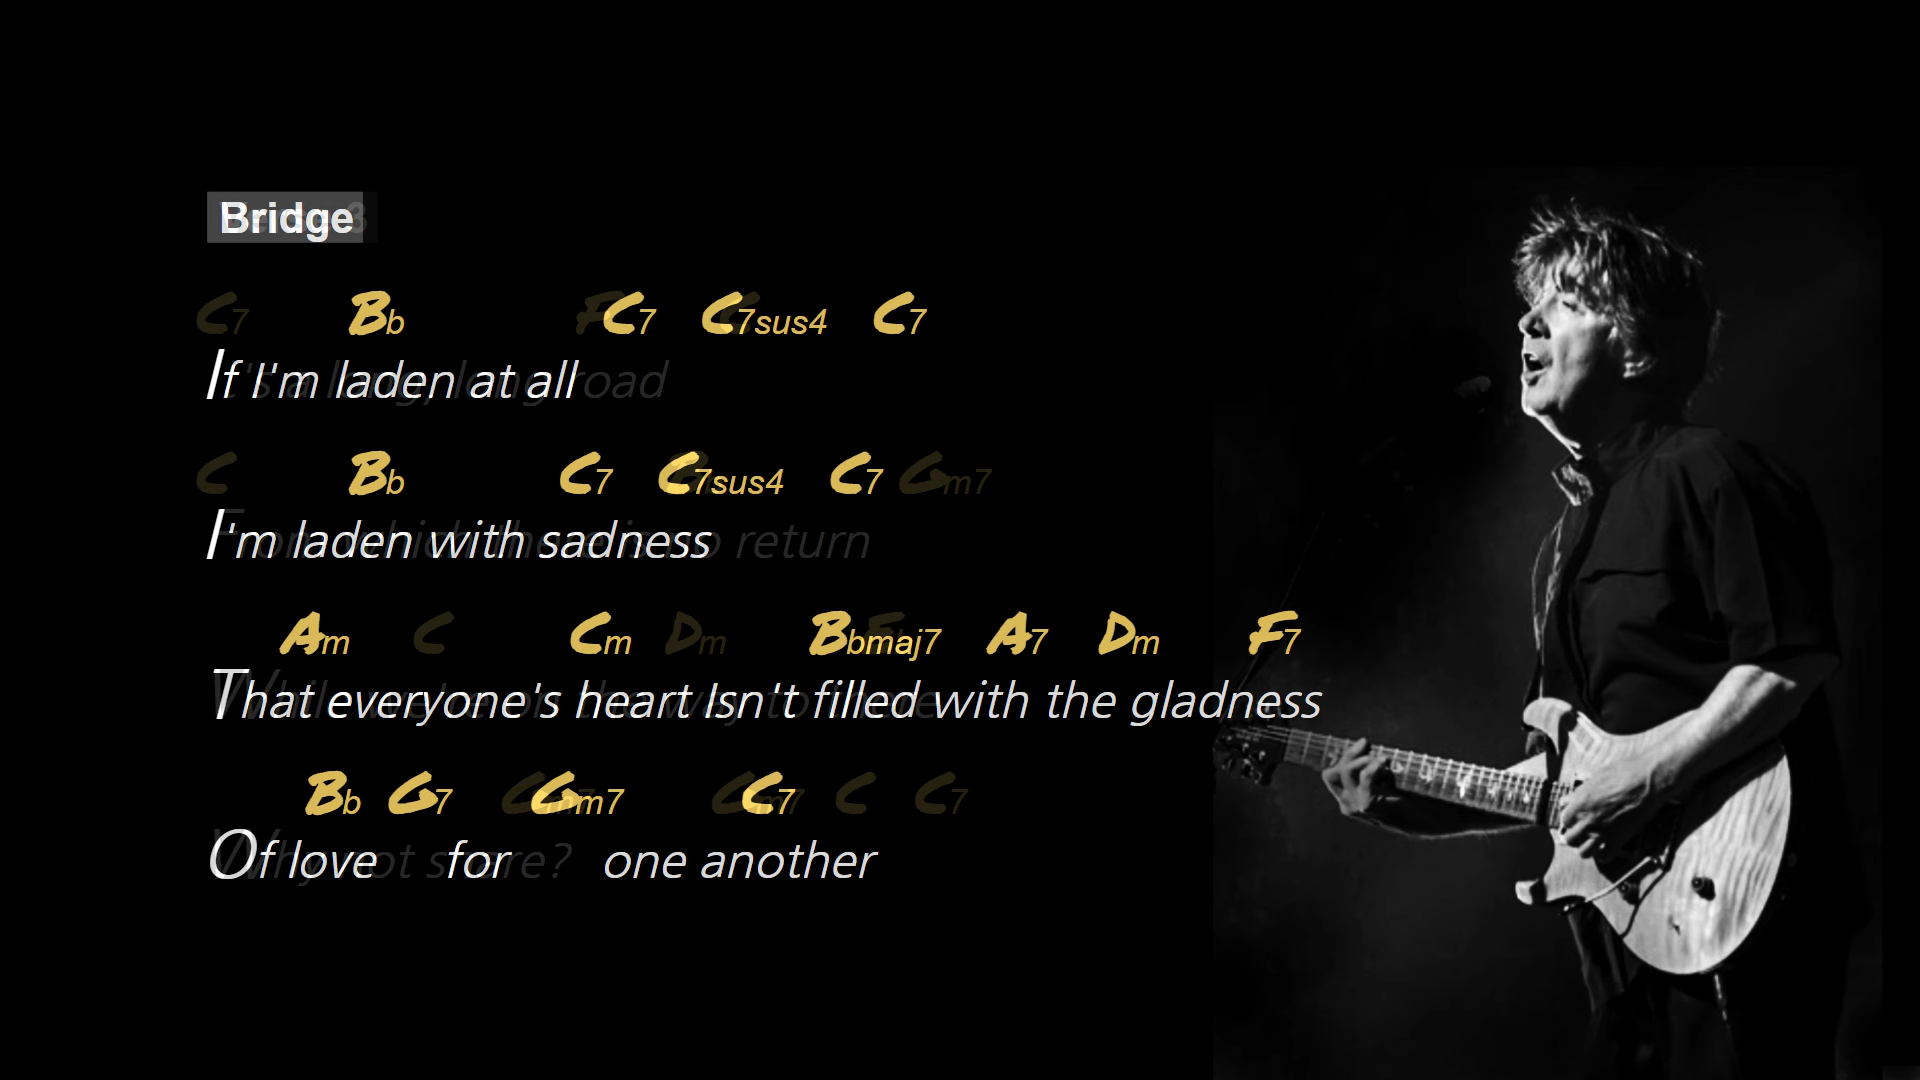 Bridge
Bb C7 C7sus4 C7
If I'm laden at all
Bb C7 C7sus4 C7
I'm laden with sadness
Am Cm Bbmaj7 A7 Dm F7
That everyone's heart Isn't filled with the gladness
Bb G7 Gm7 C7
Of love for one another